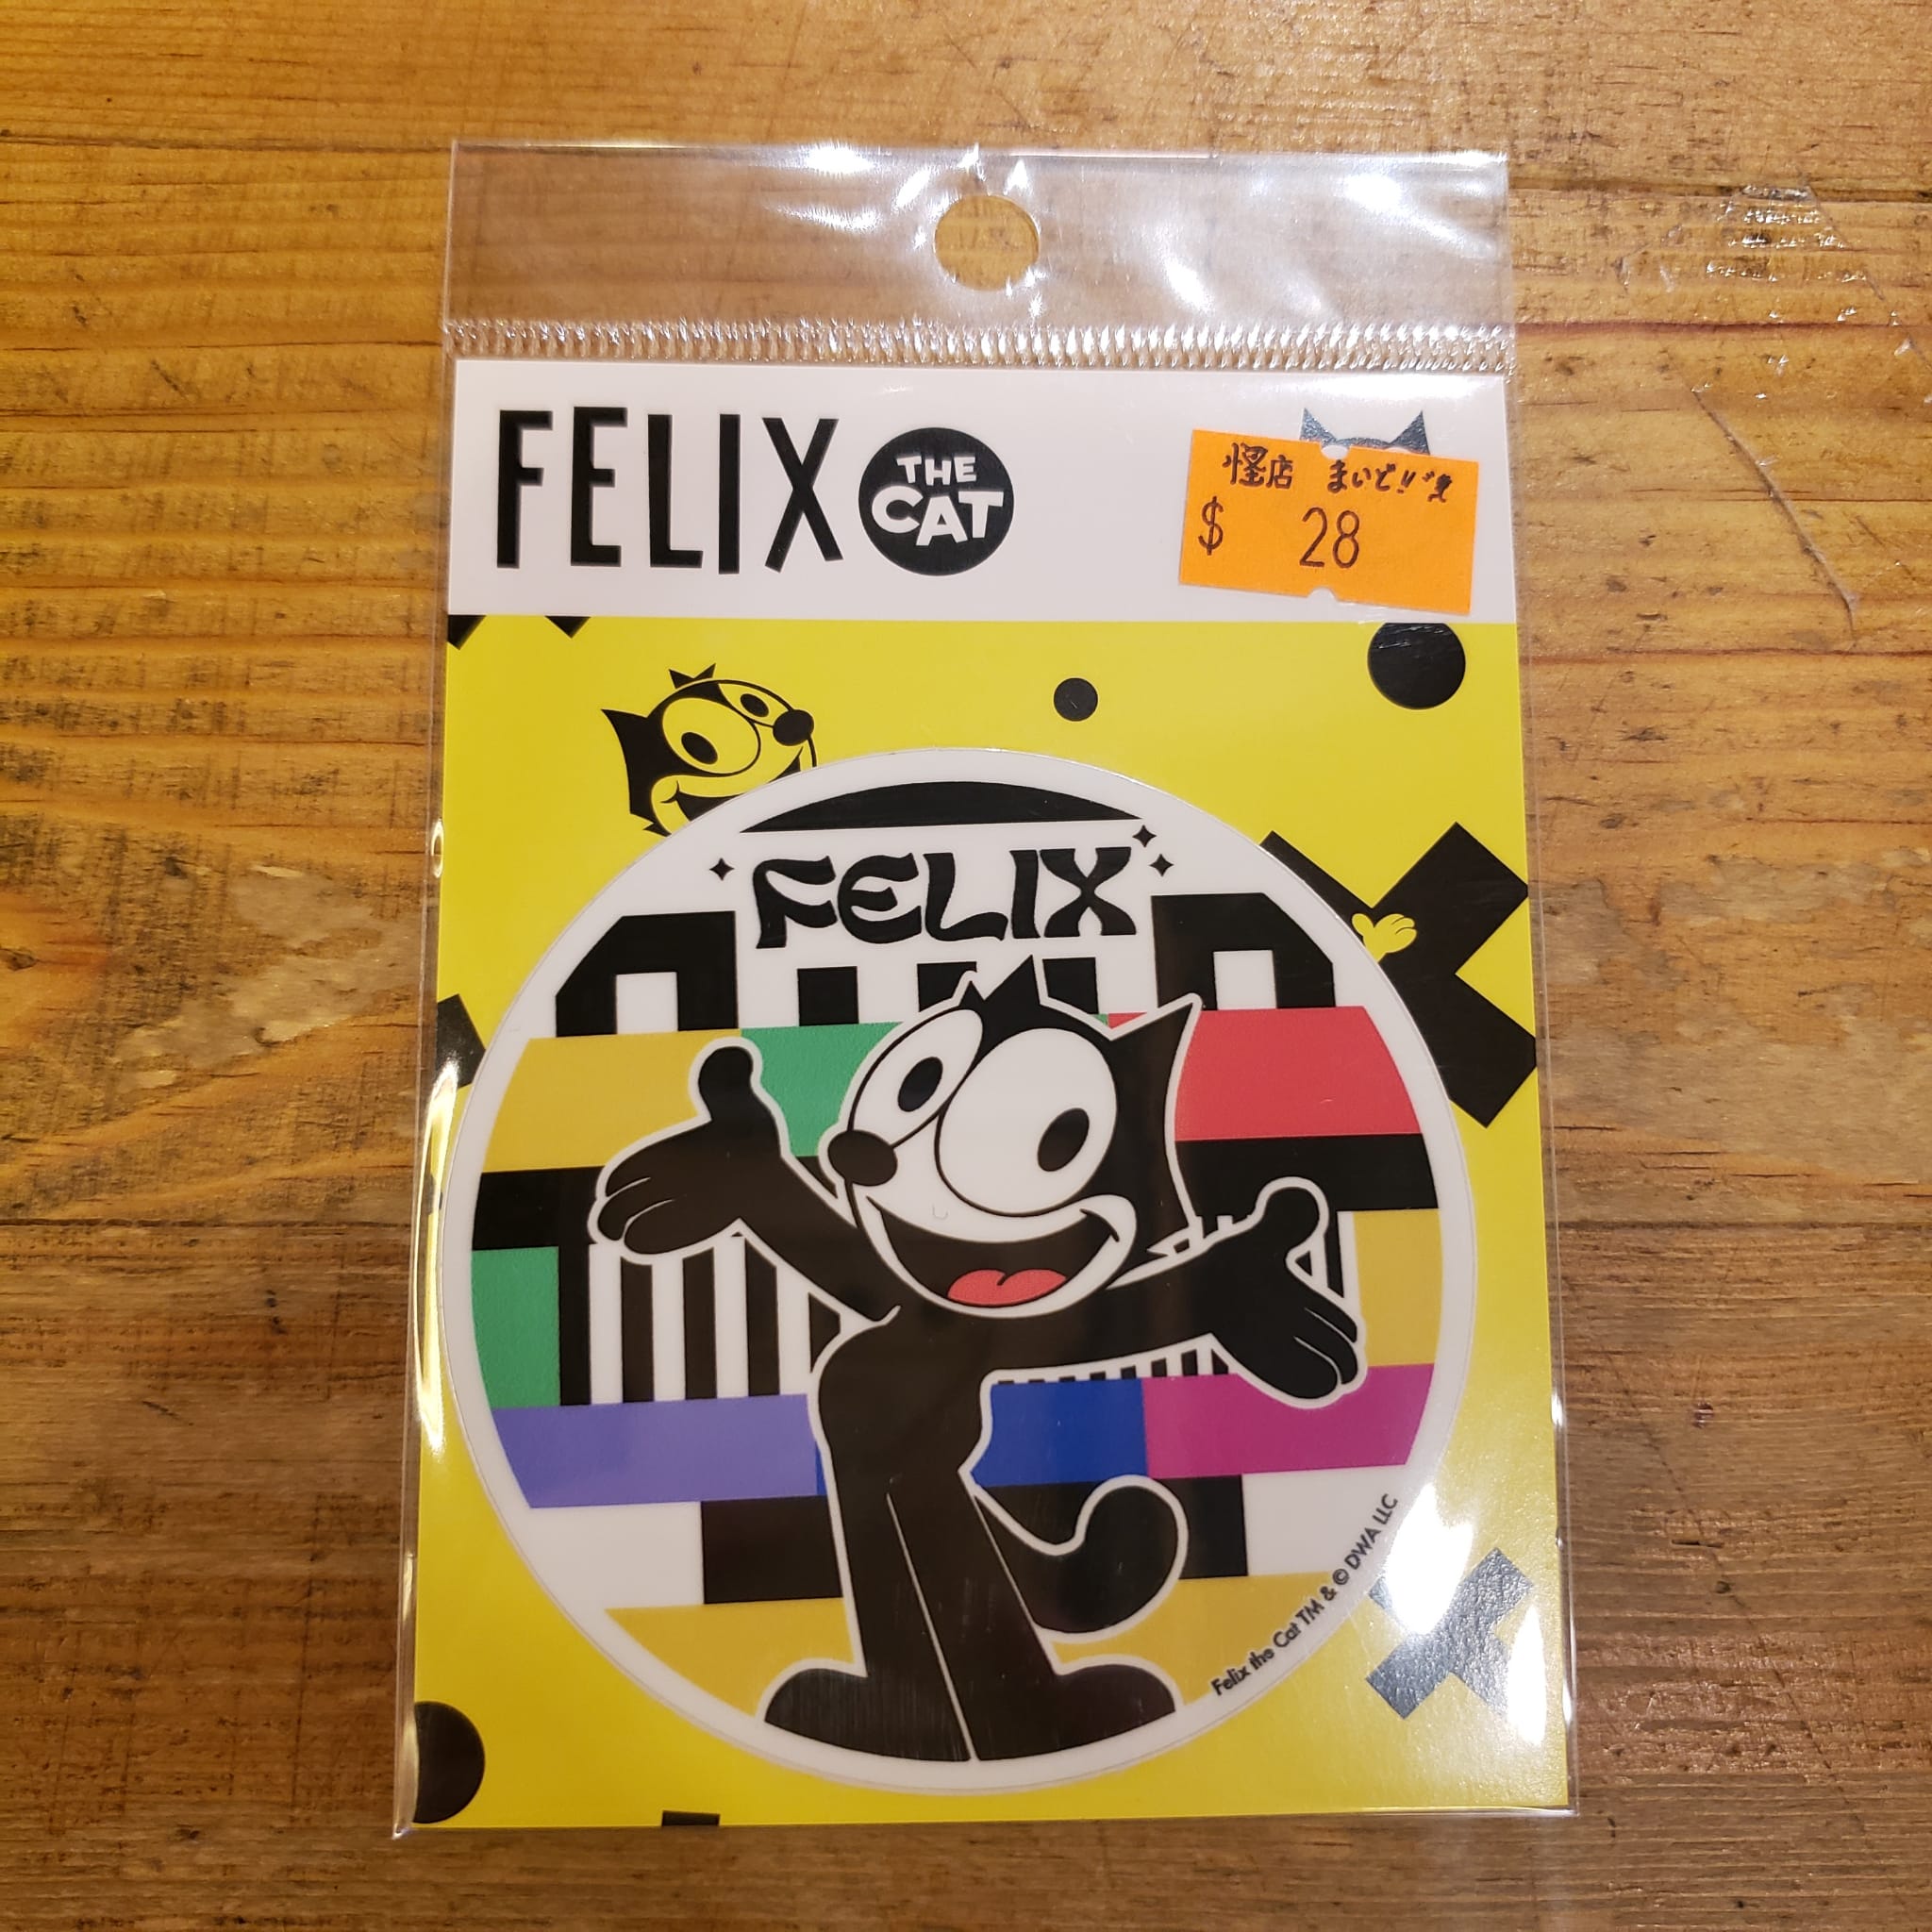 FELIX THE CAT
怪店 まいど!!
$ 28
FELIX
Felix the Cat TM & © DWA LLC